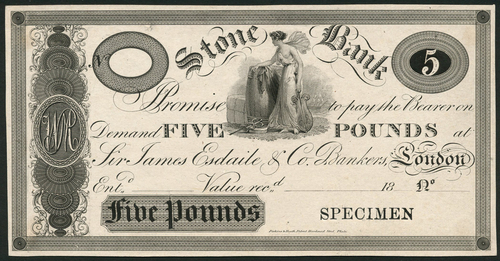 Stone Bank
No 5
Promise to pay the Bearer on
Demand FIVE POUNDS at
Sir James Esdaile & Co. Bankers, London
Entd Value recd 18 No
Five Pounds SPECIMEN